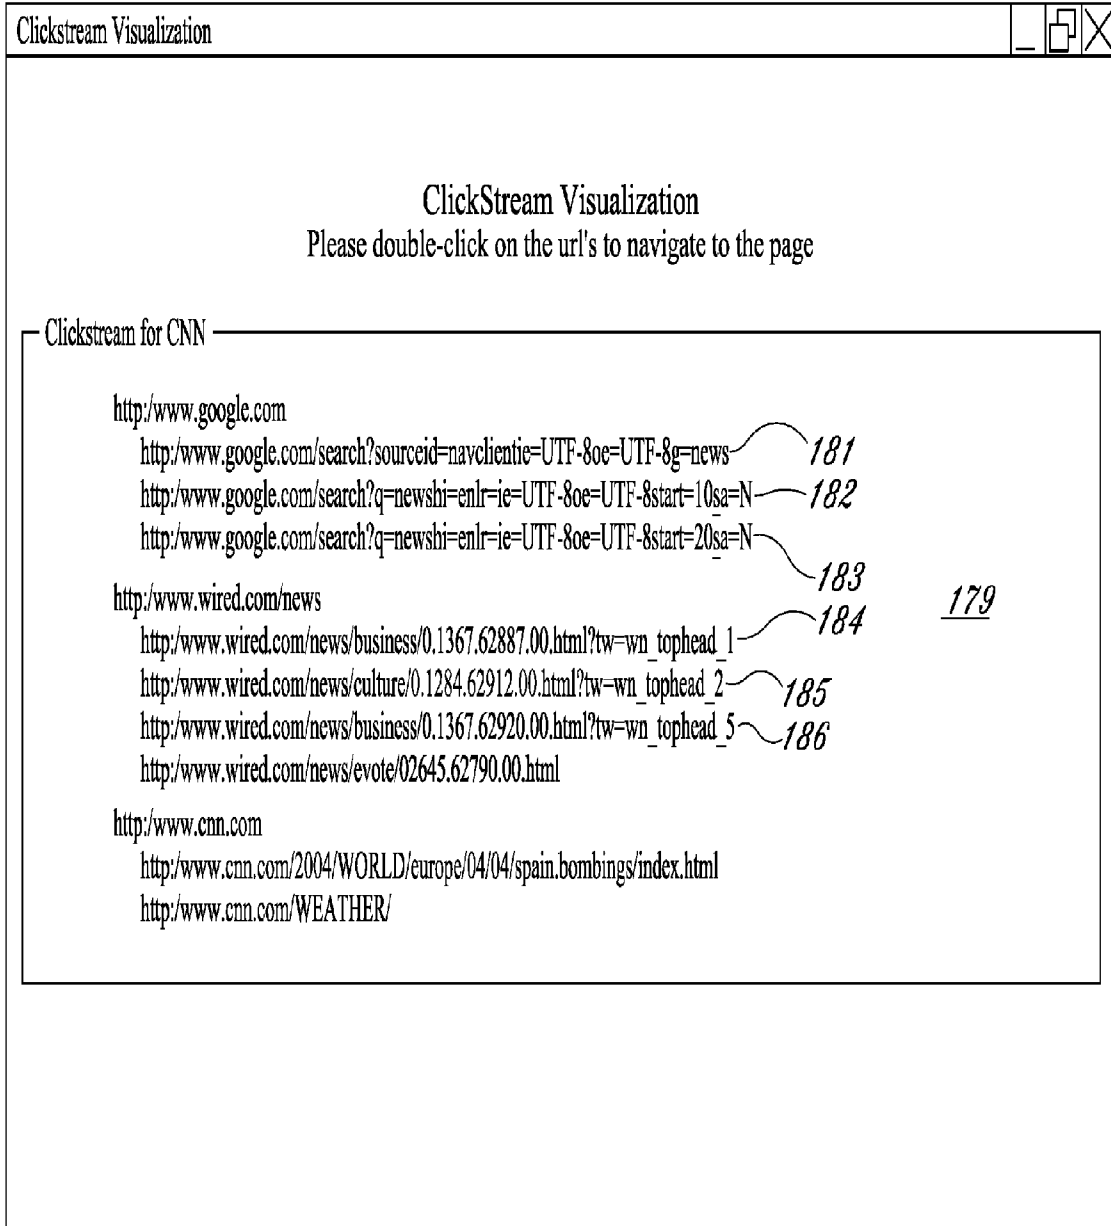 Clickstream Visualization
ClickStream Visualization
Please double-click on the url's to navigate to the page
Clickstream for CNN
http:/www.google.com
http:/www.google.com/search?sourceid=navclientie=UTF-8oe=UTF-8g=news 181
http:/www.google.com/search?q=newshi=enlr=ie=UTF-8oe=UTF-8start=10sa=N 182
http:/www.google.com/search?q=newshi=enlr=ie=UTF-8oe=UTF-8start=20sa=N 183
http:/www.wired.com/news 179
http:/www.wired.com/news/business/0.1367.62887.00.html?tw=wn_tophead_1 184
http:/www.wired.com/news/culture/0.1284.62912.00.html?tw=wn_tophead_2 185
http:/www.wired.com/news/business/0.1367.62920.00.html?tw=wn_tophead_5 186
http:/www.wired.com/news/evote/02645.62790.00.html
http:/www.cnn.com
http:/www.cnn.com/2004/WORLD/europe/04/04/spain.bombings/index.html
http:/www.cnn.com/WEATHER/